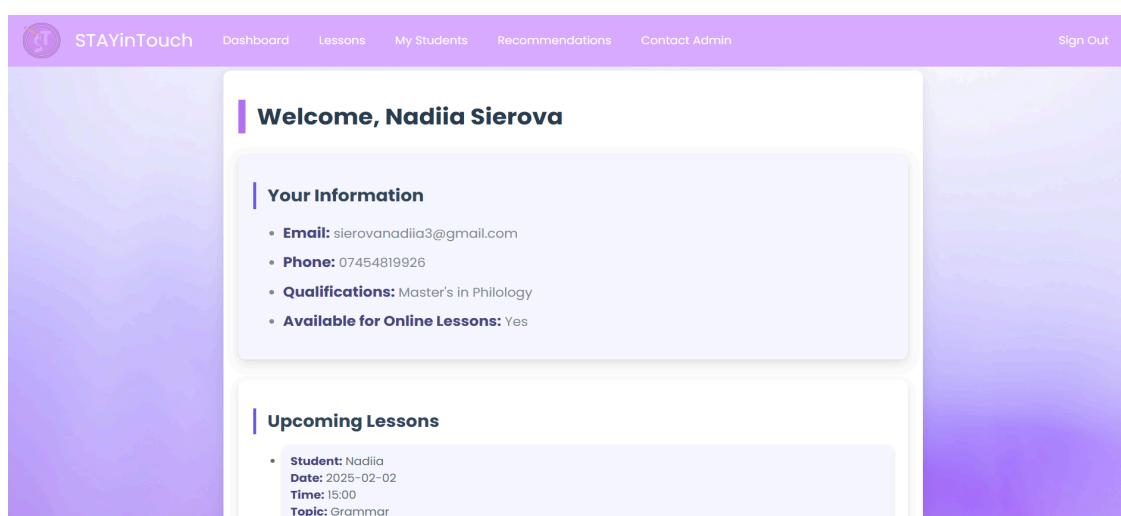 ST STAYinTouch Dashboard Lessons My Students Recommendations Contact Admin Sign Out
Welcome, Nadiia Sierova
Your Information
Email: sierovanadiia3@gmail.com
Phone: 07454819926
Qualifications: Master's in Philology
Available for Online Lessons: Yes
Upcoming Lessons
Student: Nadiia
Date: 2025-02-02
Time: 15:00
Topic: Grammar